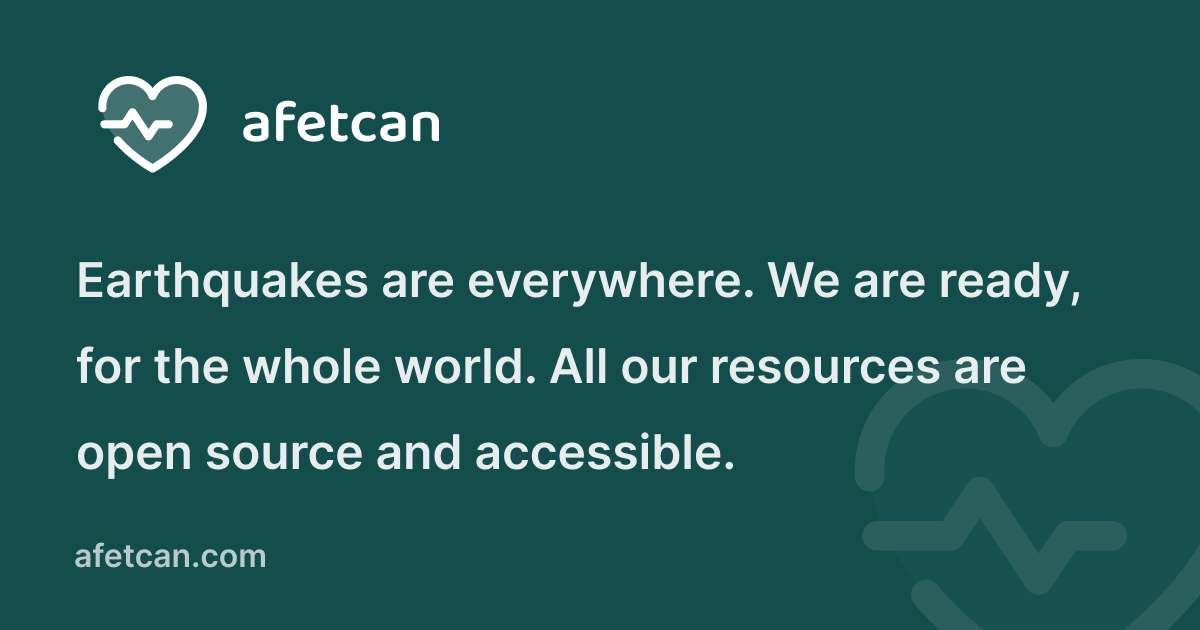 afetcan
Earthquakes are everywhere. We are ready,
for the whole world. All our resources are
open source and accessible.
afetcan.com